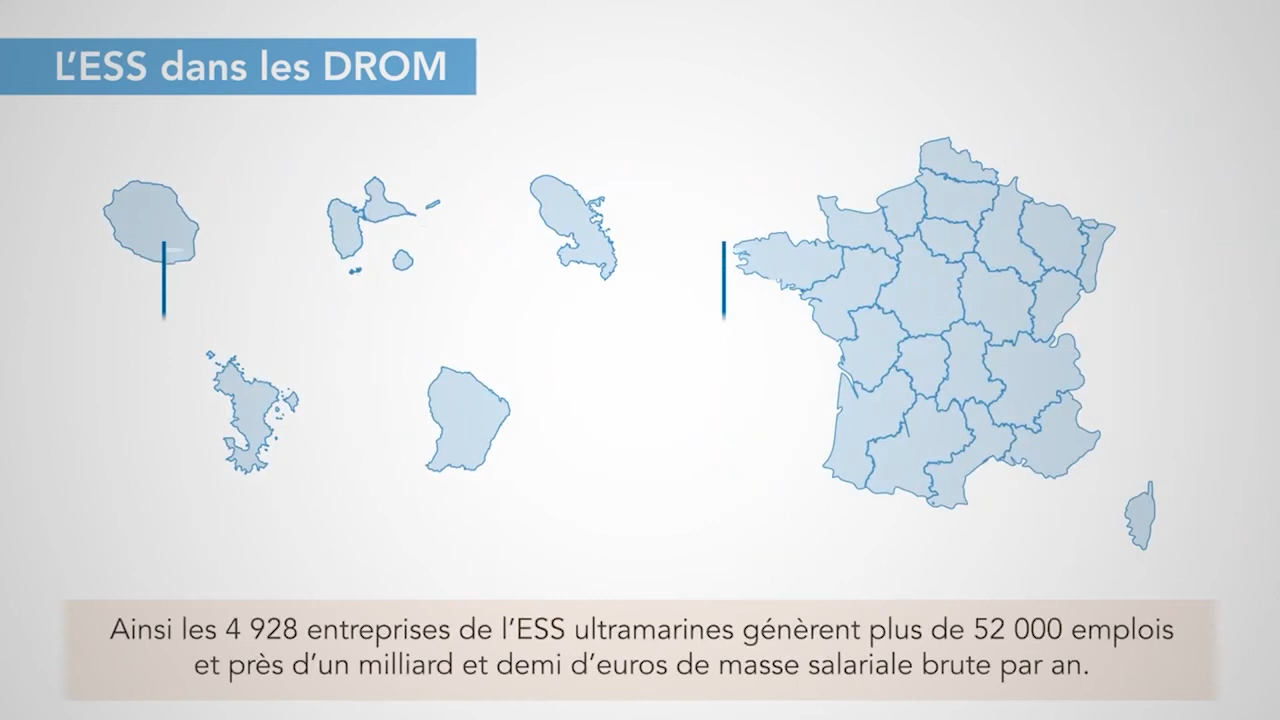 L'ESS dans les DROM
Ainsi les 4 928 entreprises de l'ESS ultramarines génèrent plus de 52 000 emplois
et près d'un milliard et demi d'euros de masse salariale brute par an.